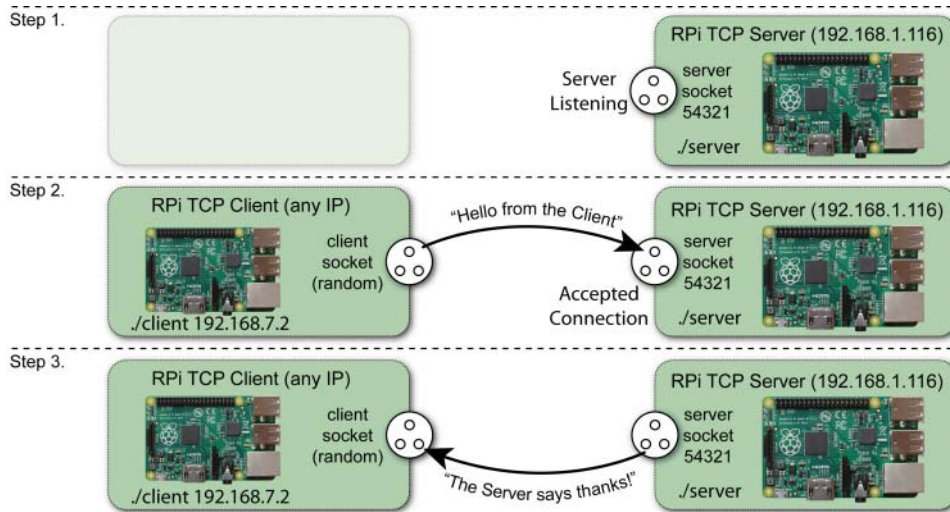 Step 1.
RPi TCP Server (192.168.1.116)
Server
Listening
server
socket
54321
./server
Step 2.
RPi TCP Client (any IP)
client
socket
(random)
./client 192.168.7.2
“Hello from the Client”
Accepted
Connection
RPi TCP Server (192.168.1.116)
server
socket
54321
./server
Step 3.
RPi TCP Client (any IP)
client
socket
(random)
./client 192.168.7.2
“The Server says thanks!”
RPi TCP Server (192.168.1.116)
server
socket
54321
./server